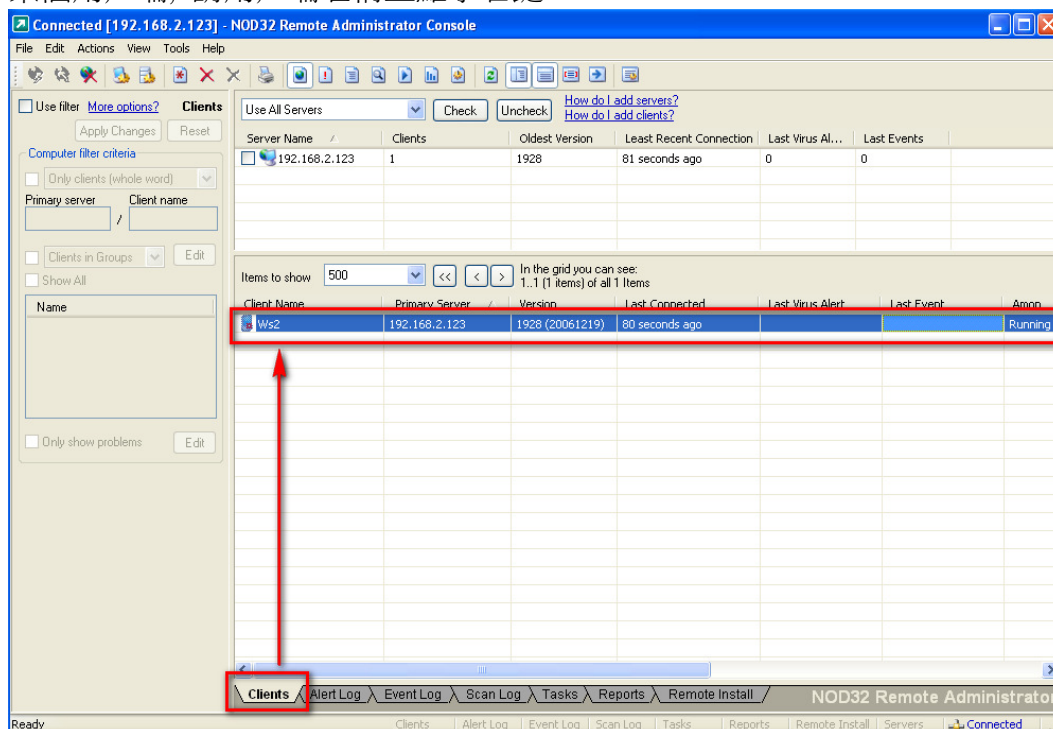 Connected [192.168.2.123] - NOD32 Remote Administrator Console
File Edit Actions View Tools Help
Use filter More options? Clients
Apply Changes Reset
Computer filter criteria
Only clients (whole word)
Primary server Client name
/
Clients in Groups Edit
Show All
Name
Only show problems Edit
Use All Servers Check Uncheck How do I add servers?
How do I add clients?
Server Name Clients Oldest Version Least Recent Connection Last Virus Al... Last Events
192.168.2.123 1 1928 81 seconds ago 0 0
Items to show 500 << < > In the grid you can see:
1..1 (1 items) of all 1 Items
Client Name Primary Server Version Last Connected Last Virus Alert Last Event Amon
Ws2 192.168.2.123 1928 (20061219) 80 seconds ago Running
Clients Alert Log Event Log Scan Log Tasks Reports Remote Install NOD32 Remote Administrator
Ready Clients Alert Log Event Log Scan Log Tasks Reports Remote Install Servers Connected